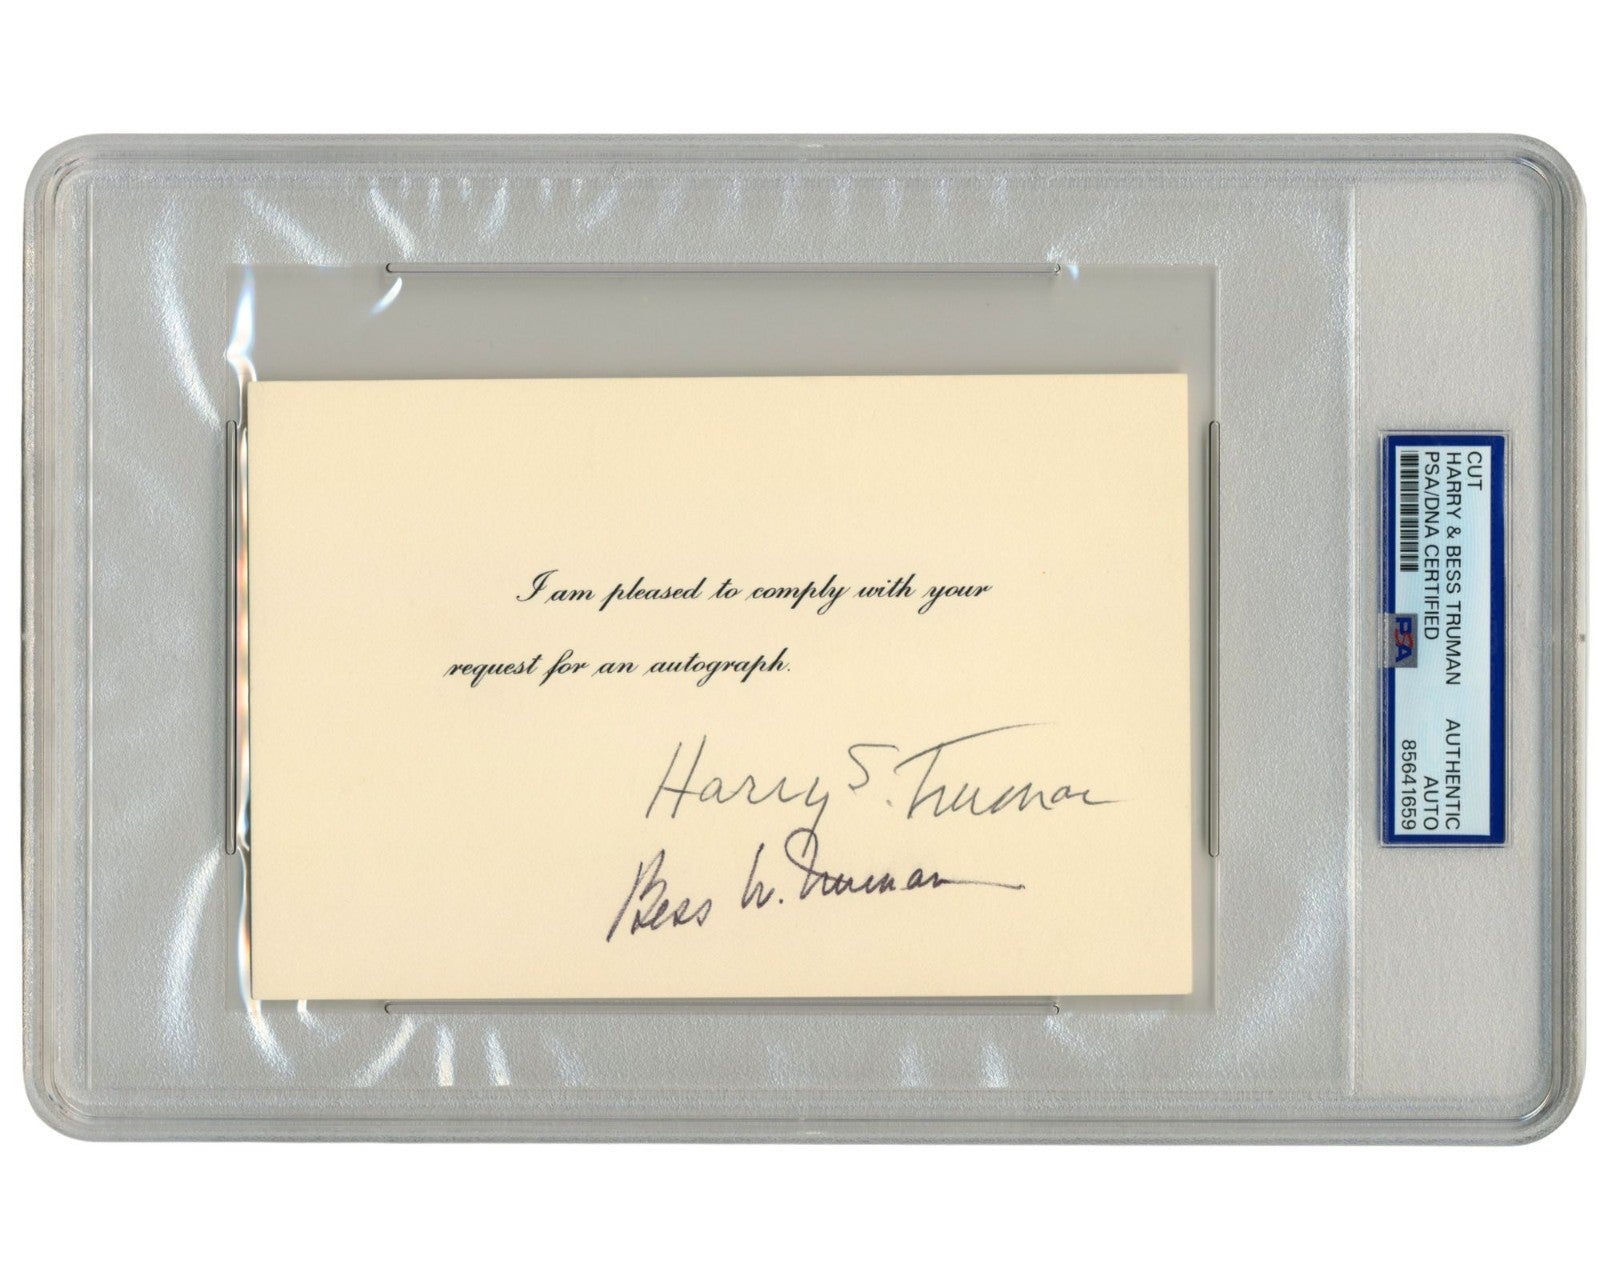 I am pleased to comply with your
request for an autograph.
Harry S. Truman
Bess W. Truman
CUT
HARRY & BESS TRUMAN AUTHENTIC
PSA/DNA CERTIFIED AUTO
85641659
PSA